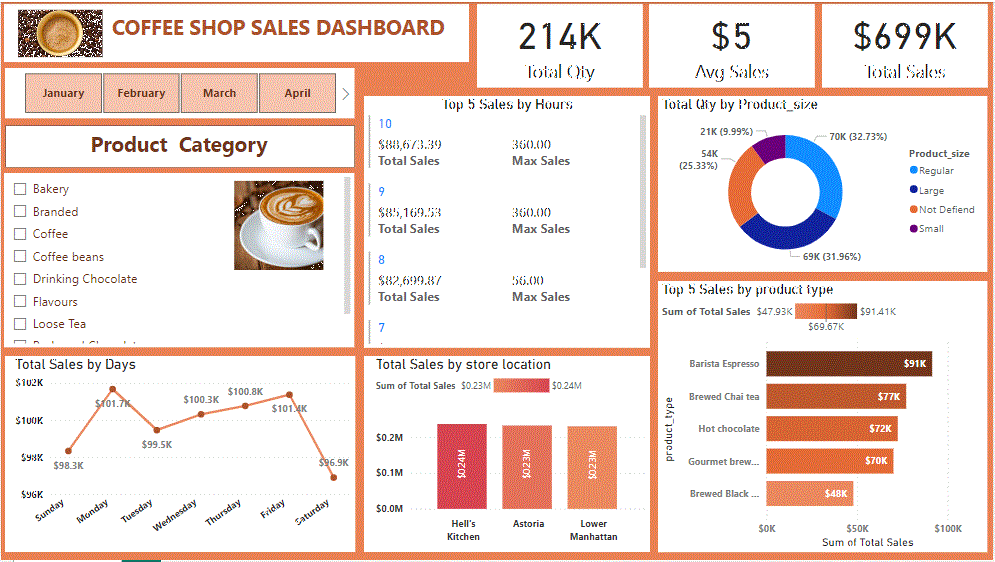 COFFEE SHOP SALES DASHBOARD
214K
Total Qty
$5
Avg Sales
$699K
Total Sales
January
February
March
April
Product Category
Bakery
Branded
Coffee
Coffee beans
Drinking Chocolate
Flavours
Loose Tea
Top 5 Sales by Hours
10
$88,673.39 360.00
Total Sales Max Sales
9
$85,169.53 360.00
Total Sales Max Sales
8
$82,699.87 56.00
Total Sales Max Sales
7
Total Qty by Product_size
21K (9.99%)
70K (32.73%)
54K
(25.33%)
69K (31.96%)
Product_size
Regular
Large
Not Defiend
Small
Total Sales by Days
$102K
$100K
$98K
$96K
$98.3K
$101.7K
$99.5K
$100.3K
$100.8K
$101.4K
$96.9K
Sunday
Monday
Tuesday
Wednesday
Thursday
Friday
Saturday
Total Sales by store location
Sum of Total Sales $0.23M $0.24M
$0.2M
$0.1M
$0.0M
$0.24M
$0.23M
$0.23M
Hell's
Kitchen
Astoria
Lower
Manhattan
Top 5 Sales by product type
Sum of Total Sales $47.93K $91.41K
$69.67K
product_type
Barista Espresso $91K
Brewed Chai tea $77K
Hot chocolate $72K
Gourmet brew... $70K
Brewed Black ... $48K
$0K $50K $100K
Sum of Total Sales